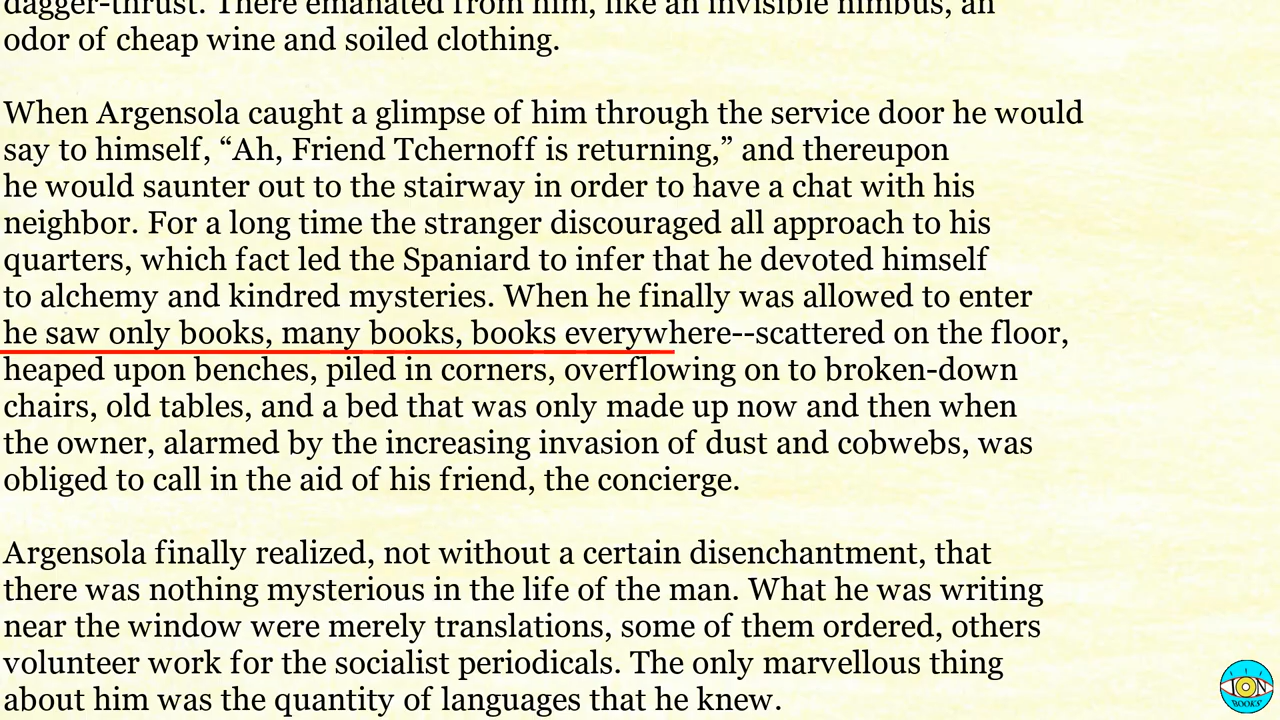 dagger-thrust. There emanated from him, like an invisible nimbus, an
odor of cheap wine and soiled clothing.
When Argensola caught a glimpse of him through the service door he would
say to himself, “Ah, Friend Tchernoff is returning,” and thereupon
he would saunter out to the stairway in order to have a chat with his
neighbor. For a long time the stranger discouraged all approach to his
quarters, which fact led the Spaniard to infer that he devoted himself
to alchemy and kindred mysteries. When he finally was allowed to enter
he saw only books, many books, books everywhere--scattered on the floor,
heaped upon benches, piled in corners, overflowing on to broken-down
chairs, old tables, and a bed that was only made up now and then when
the owner, alarmed by the increasing invasion of dust and cobwebs, was
obliged to call in the aid of his friend, the concierge.
Argensola finally realized, not without a certain disenchantment, that
there was nothing mysterious in the life of the man. What he was writing
near the window were merely translations, some of them ordered, others
volunteer work for the socialist periodicals. The only marvellous thing
about him was the quantity of languages that he knew.
ION
BOOKS